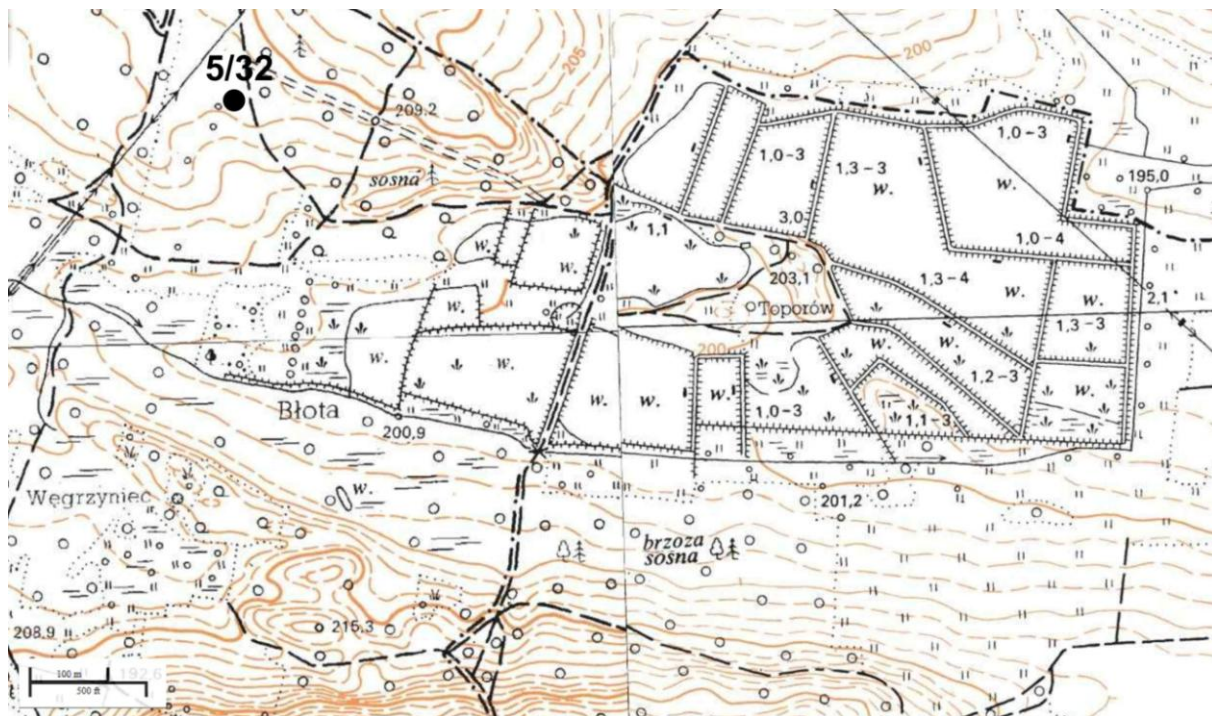 5/32
209,2
205
200
sosna
1,0-3
1,0-3
1,3-3
w.
w.
195,0
3,0
1,1
1,0-4
w.
w.
203,1
1,3-4
w.
Toporów
2,1
1,3-3
w.
w.
w.
w.
200
1,2-3
w.
Błota
w.
w.
w.
1,0-3
1,1-3
200,9
Węgrzyniec
w.
201,2
brzoza
sosna
208,9
215,3
192,6
100 m
500 ft